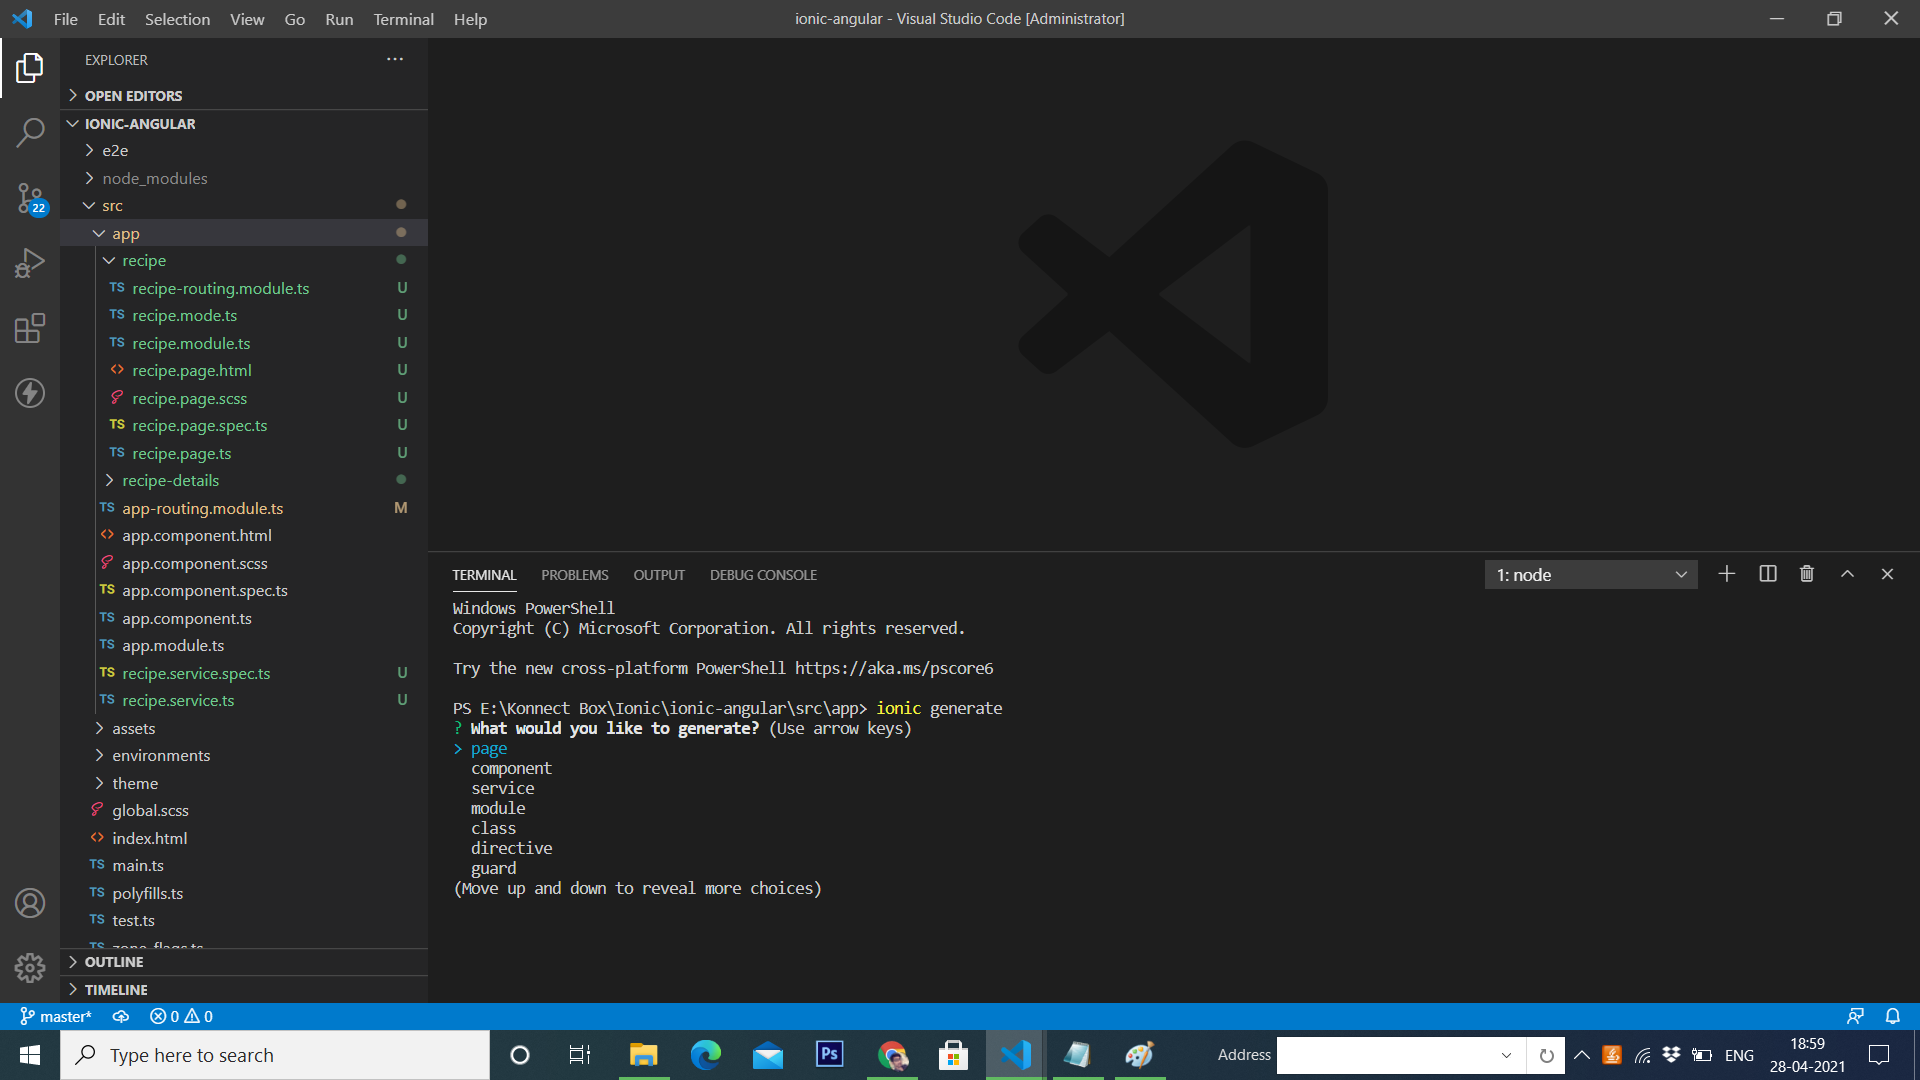 File Edit Selection View Go Run Terminal Help
ionic-angular - Visual Studio Code [Administrator]
EXPLORER
OPEN EDITORS
IONIC-ANGULAR
e2e
node_modules
22
src
app
recipe
TS recipe-routing.module.ts U
TS recipe.mode.ts U
TS recipe.module.ts U
recipe.page.html U
recipe.page.scss U
TS recipe.page.spec.ts U
TS recipe.page.ts U
recipe-details
TS app-routing.module.ts M
app.component.html
app.component.scss
TS app.component.spec.ts
TS app.component.ts
TS app.module.ts
TS recipe.service.spec.ts U
TS recipe.service.ts U
assets
environments
theme
global.scss
index.html
TS main.ts
TS polyfills.ts
TS test.ts
TS zone-flags.ts
OUTLINE
TIMELINE
TERMINAL PROBLEMS OUTPUT DEBUG CONSOLE
1: node
Windows PowerShell
Copyright (C) Microsoft Corporation. All rights reserved.
Try the new cross-platform PowerShell https://aka.ms/pscore6
PS E:\Konnect Box\Ionic\ionic-angular\src\app> ionic generate
? What would you like to generate? (Use arrow keys)
> page
component
service
module
class
directive
guard
(Move up and down to reveal more choices)
master* 0 0
Type here to search
Ps
Address
ENG
18:59
28-04-2021